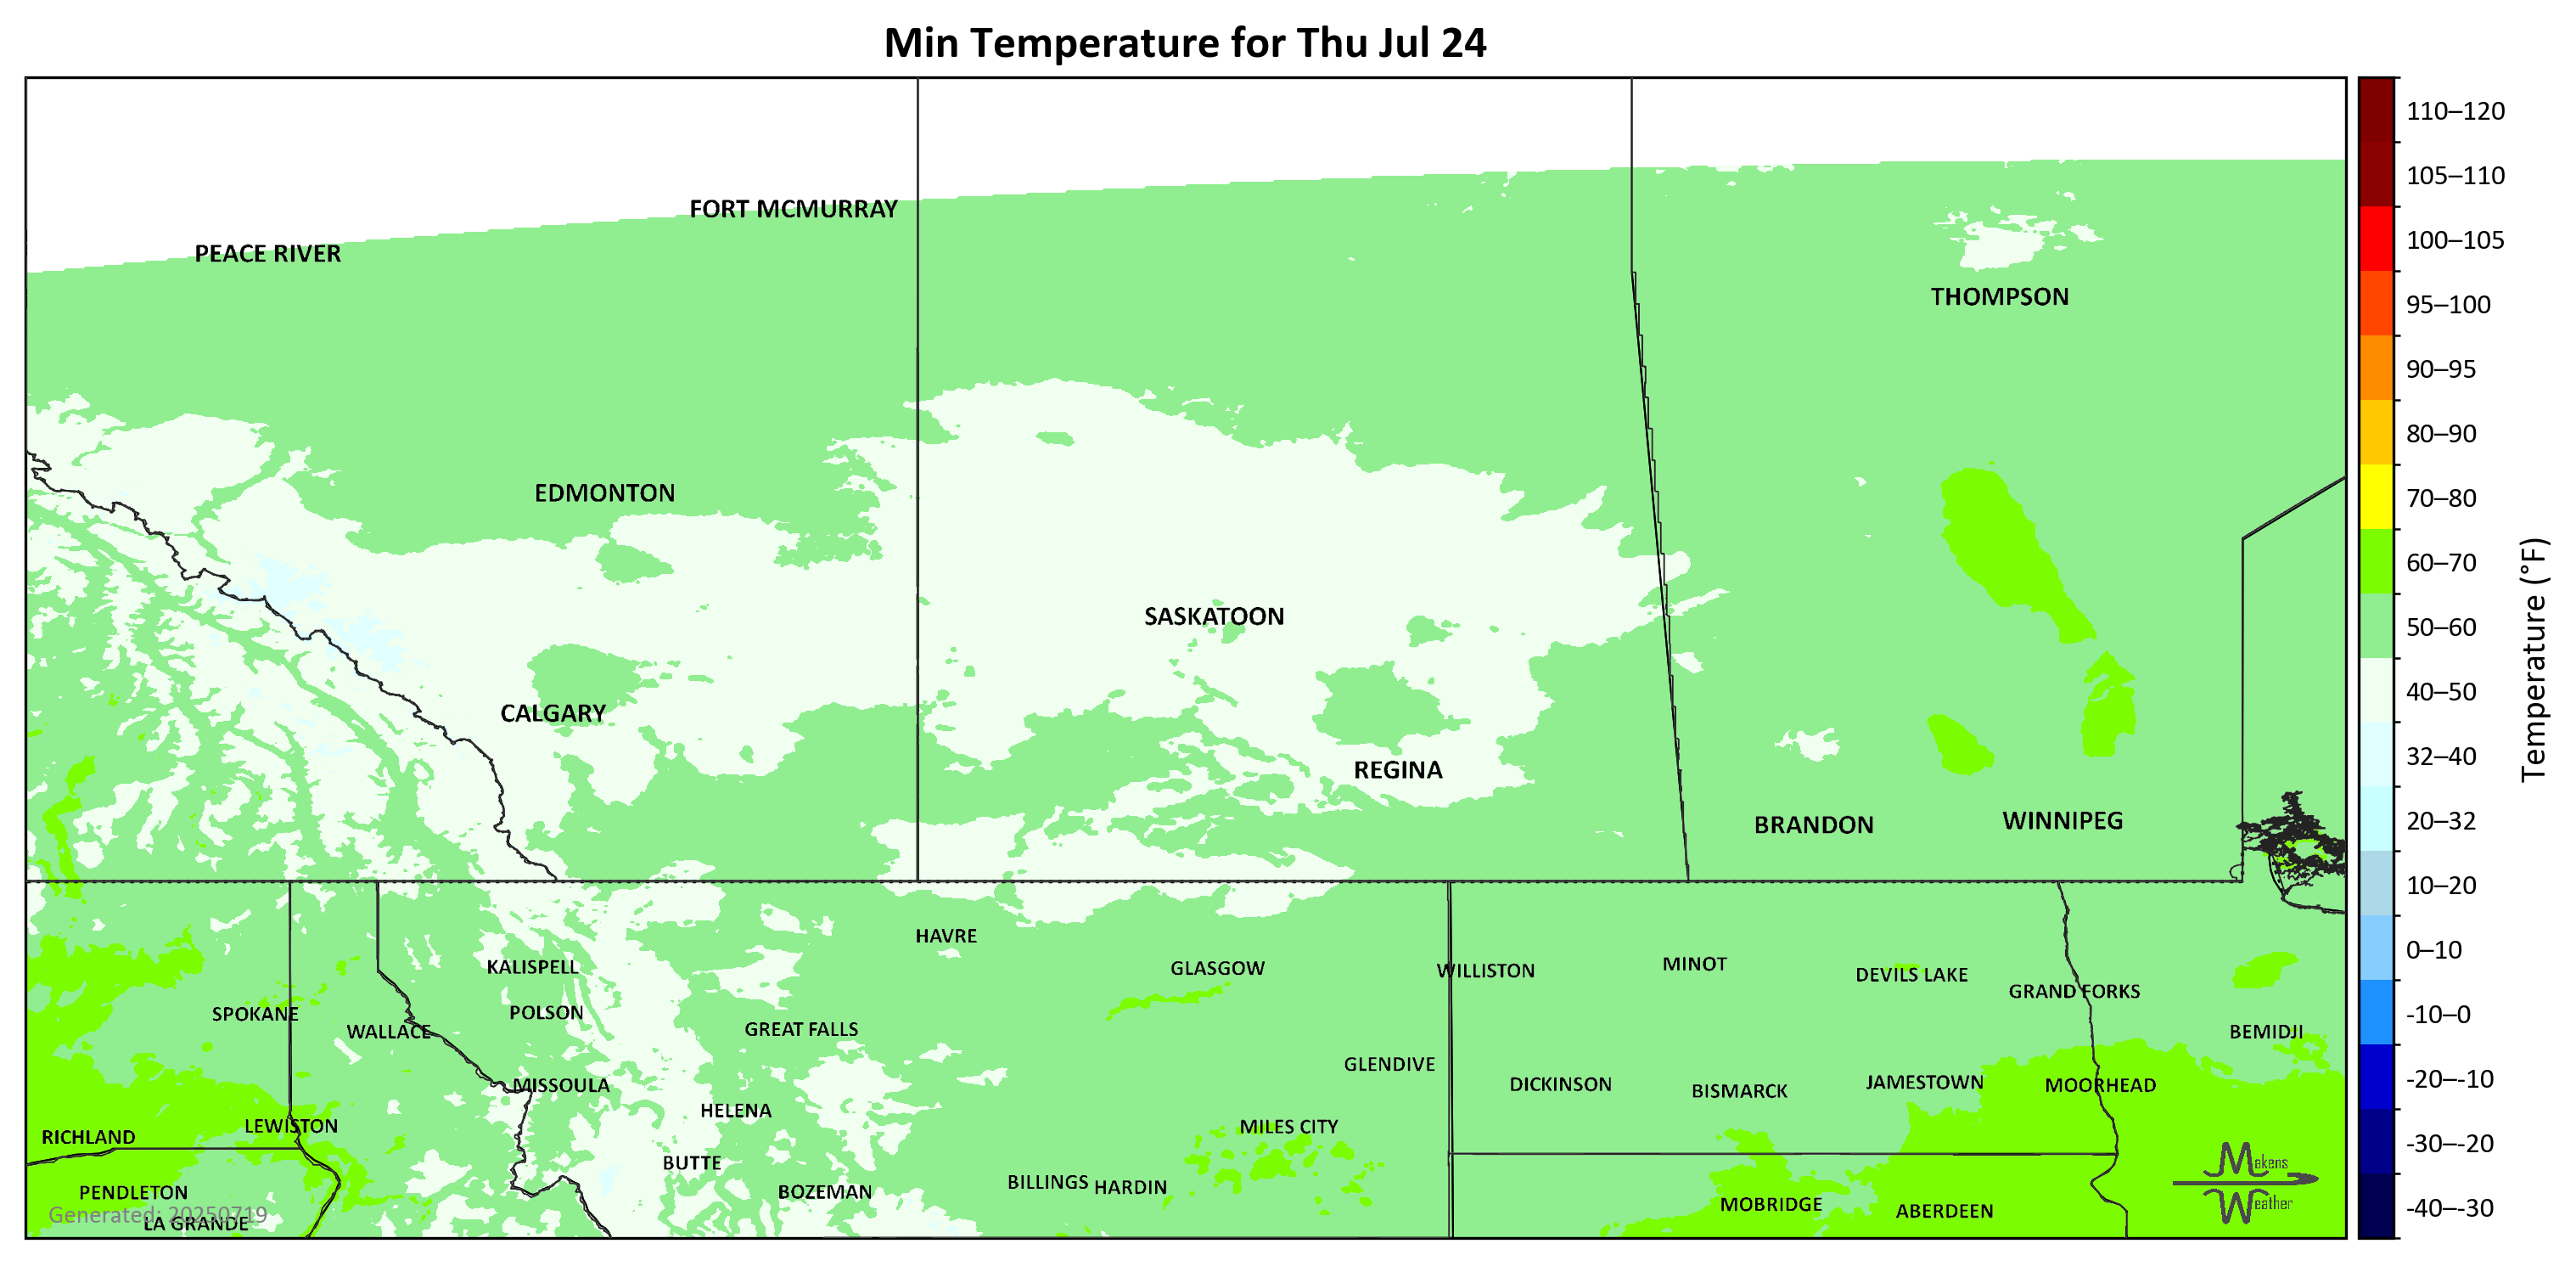 Min Temperature for Thu Jul 24
FORT MCMURRAY
PEACE RIVER
THOMPSON
EDMONTON
SASKATOON
CALGARY
REGINA
BRANDON
WINNIPEG
HAVRE
KALISPELL
GLASGOW
WILLISTON
MINOT
DEVILS LAKE
GRAND FORKS
SPOKANE
POLSON
WALLACE
GREAT FALLS
BEMIDJI
GLENDIVE
MISSOULA
DICKINSON
BISMARCK
JAMESTOWN
MOORHEAD
HELENA
LEWISTON
MILES CITY
RICHLAND
BUTTE
BILLINGS
HARDIN
BOZEMAN
PENDLETON
MOBRIDGE
ABERDEEN
LA GRANDE
Generated: 20250719
Makens
Weather
110–120
105–110
100–105
95–100
90–95
80–90
70–80
60–70
50–60
40–50
32–40
20–32
10–20
0–10
-10–0
-20–-10
-30–-20
-40–-30
Temperature (°F)